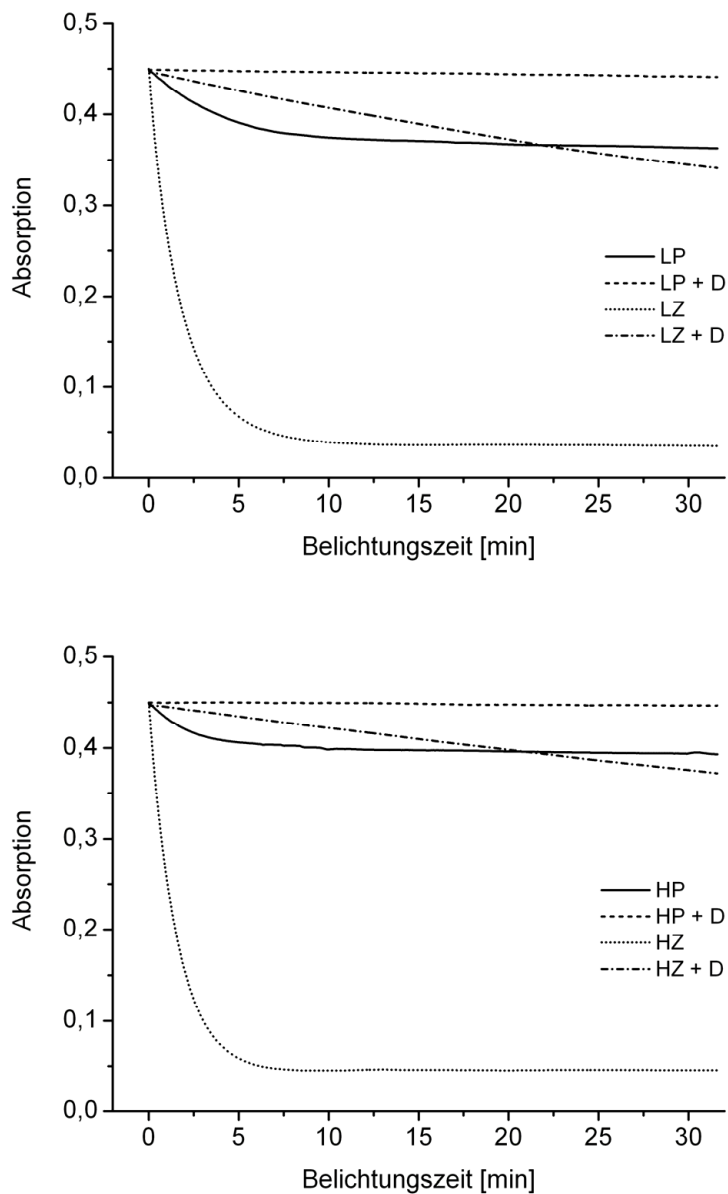 0,5
0,4
0,3
0,2
0,1
0,0
Absorption
LP
LP + D
LZ
LZ + D
0 5 10 15 20 25 30
Belichtungszeit [min]
0,5
0,4
0,3
0,2
0,1
0,0
Absorption
HP
HP + D
HZ
HZ + D
0 5 10 15 20 25 30
Belichtungszeit [min]